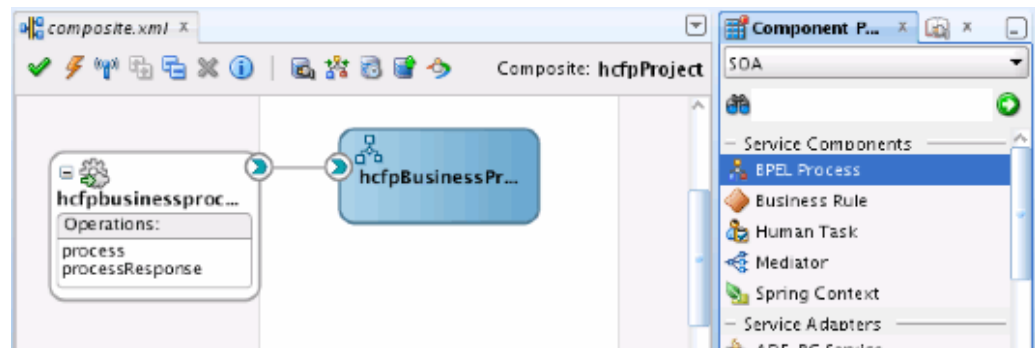 composite.xml
Component P...
Composite: hcfpProject
SOA
Service Components
BPEL Process
Business Rule
Human Task
Mediator
Spring Context
Service Adapters
hcfpbusinessproc...
Operations:
process
processResponse
hcfpBusinessPr...